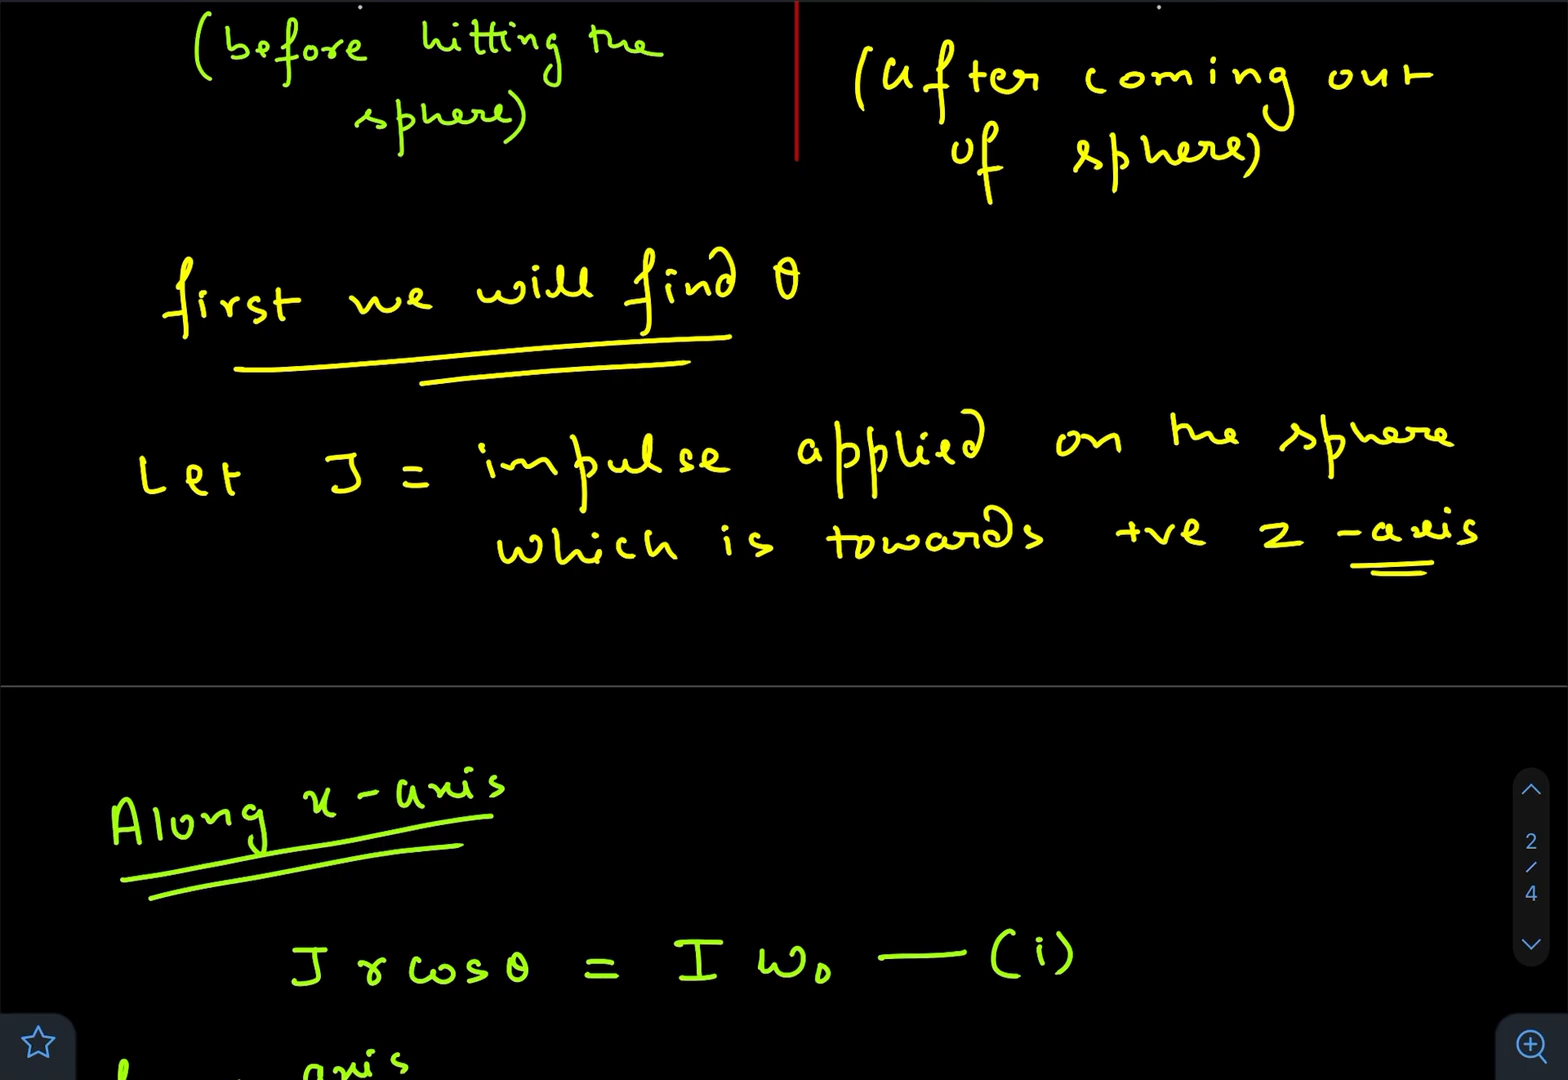 (before hitting the
sphere)
(after coming out
of sphere)
first we will find θ
Let J = impulse applied on the sphere
which is towards +ve z-axis
Along x-axis
J r cos θ = I ω₀ — (i)
axis
2
/
4